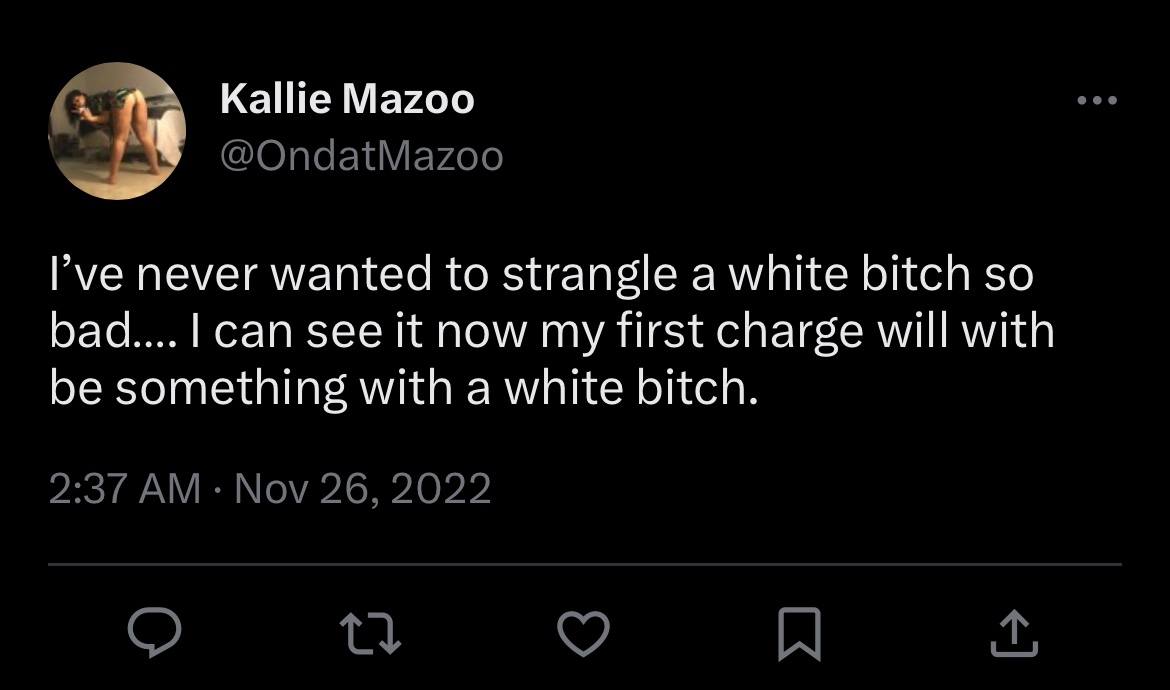 Kallie Mazoo
@OndatMazoo
I’ve never wanted to strangle a white bitch so
bad.... I can see it now my first charge will with
be something with a white bitch.
2:37 AM · Nov 26, 2022